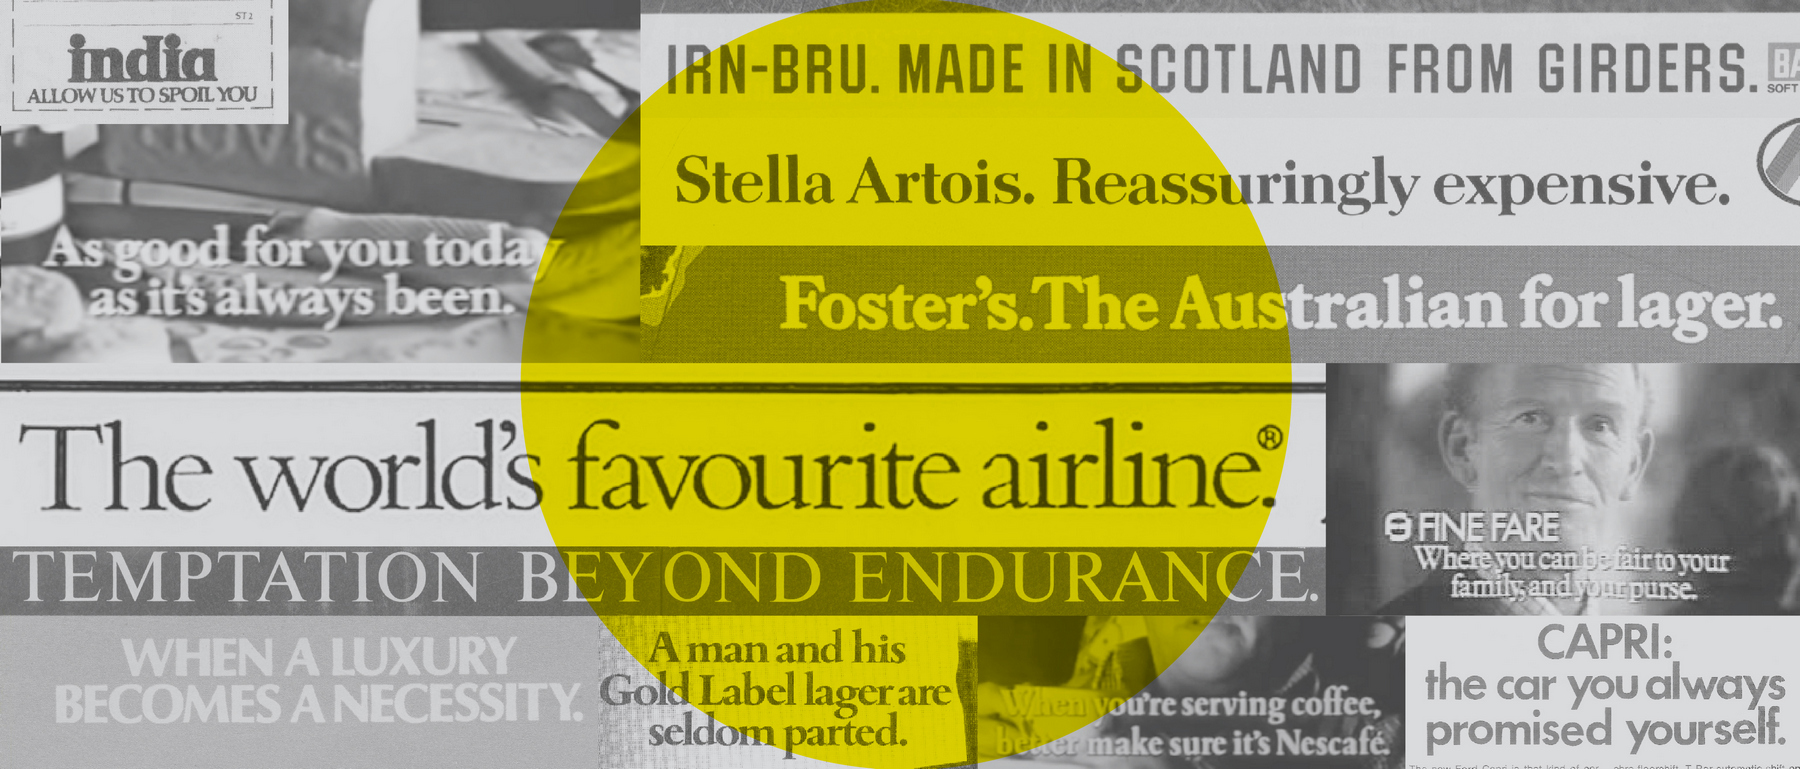 ST2
india
ALLOW US TO SPOIL YOU
HOVIS
As good for you today
as it's always been.
IRN-BRU. MADE IN SCOTLAND FROM GIRDERS.
BA
SOFT
Stella Artois. Reassuringly expensive.
Foster's. The Australian for lager.
The world's favourite airline.®
TEMPTATION BEYOND ENDURANCE.
FINE FARE
Where you can be fair to your
family, and your purse.
WHEN A LUXURY
BECOMES A NECESSITY.
A man and his
Gold Label lager are
seldom parted.
When you're serving coffee,
better make sure it's Nescafé.
CAPRI:
the car you always
promised yourself.